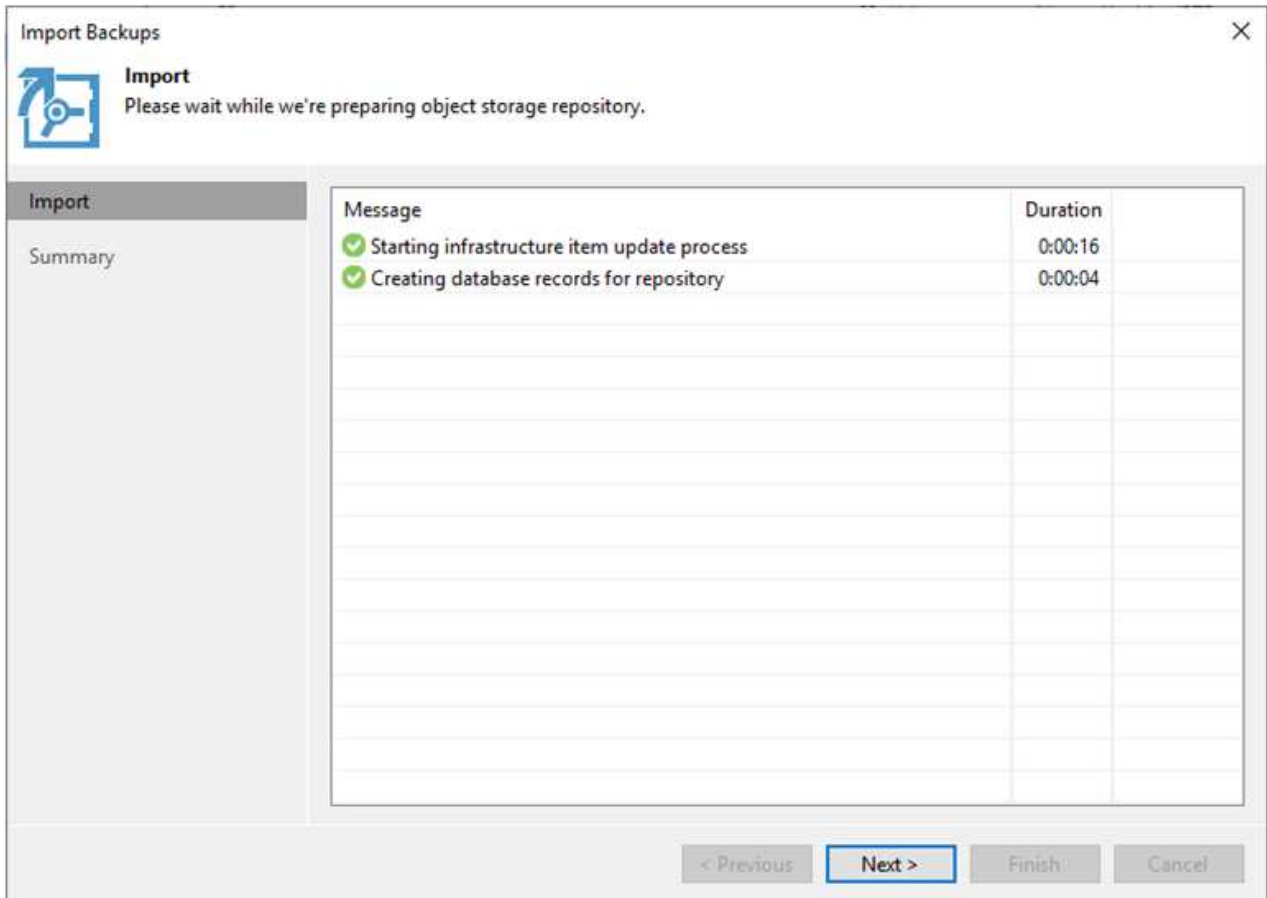 Import Backups
Import
Please wait while we're preparing object storage repository.
Import
Summary
Message Duration
Starting infrastructure item update process 0:00:16
Creating database records for repository 0:00:04
< Previous Next > Finish Cancel